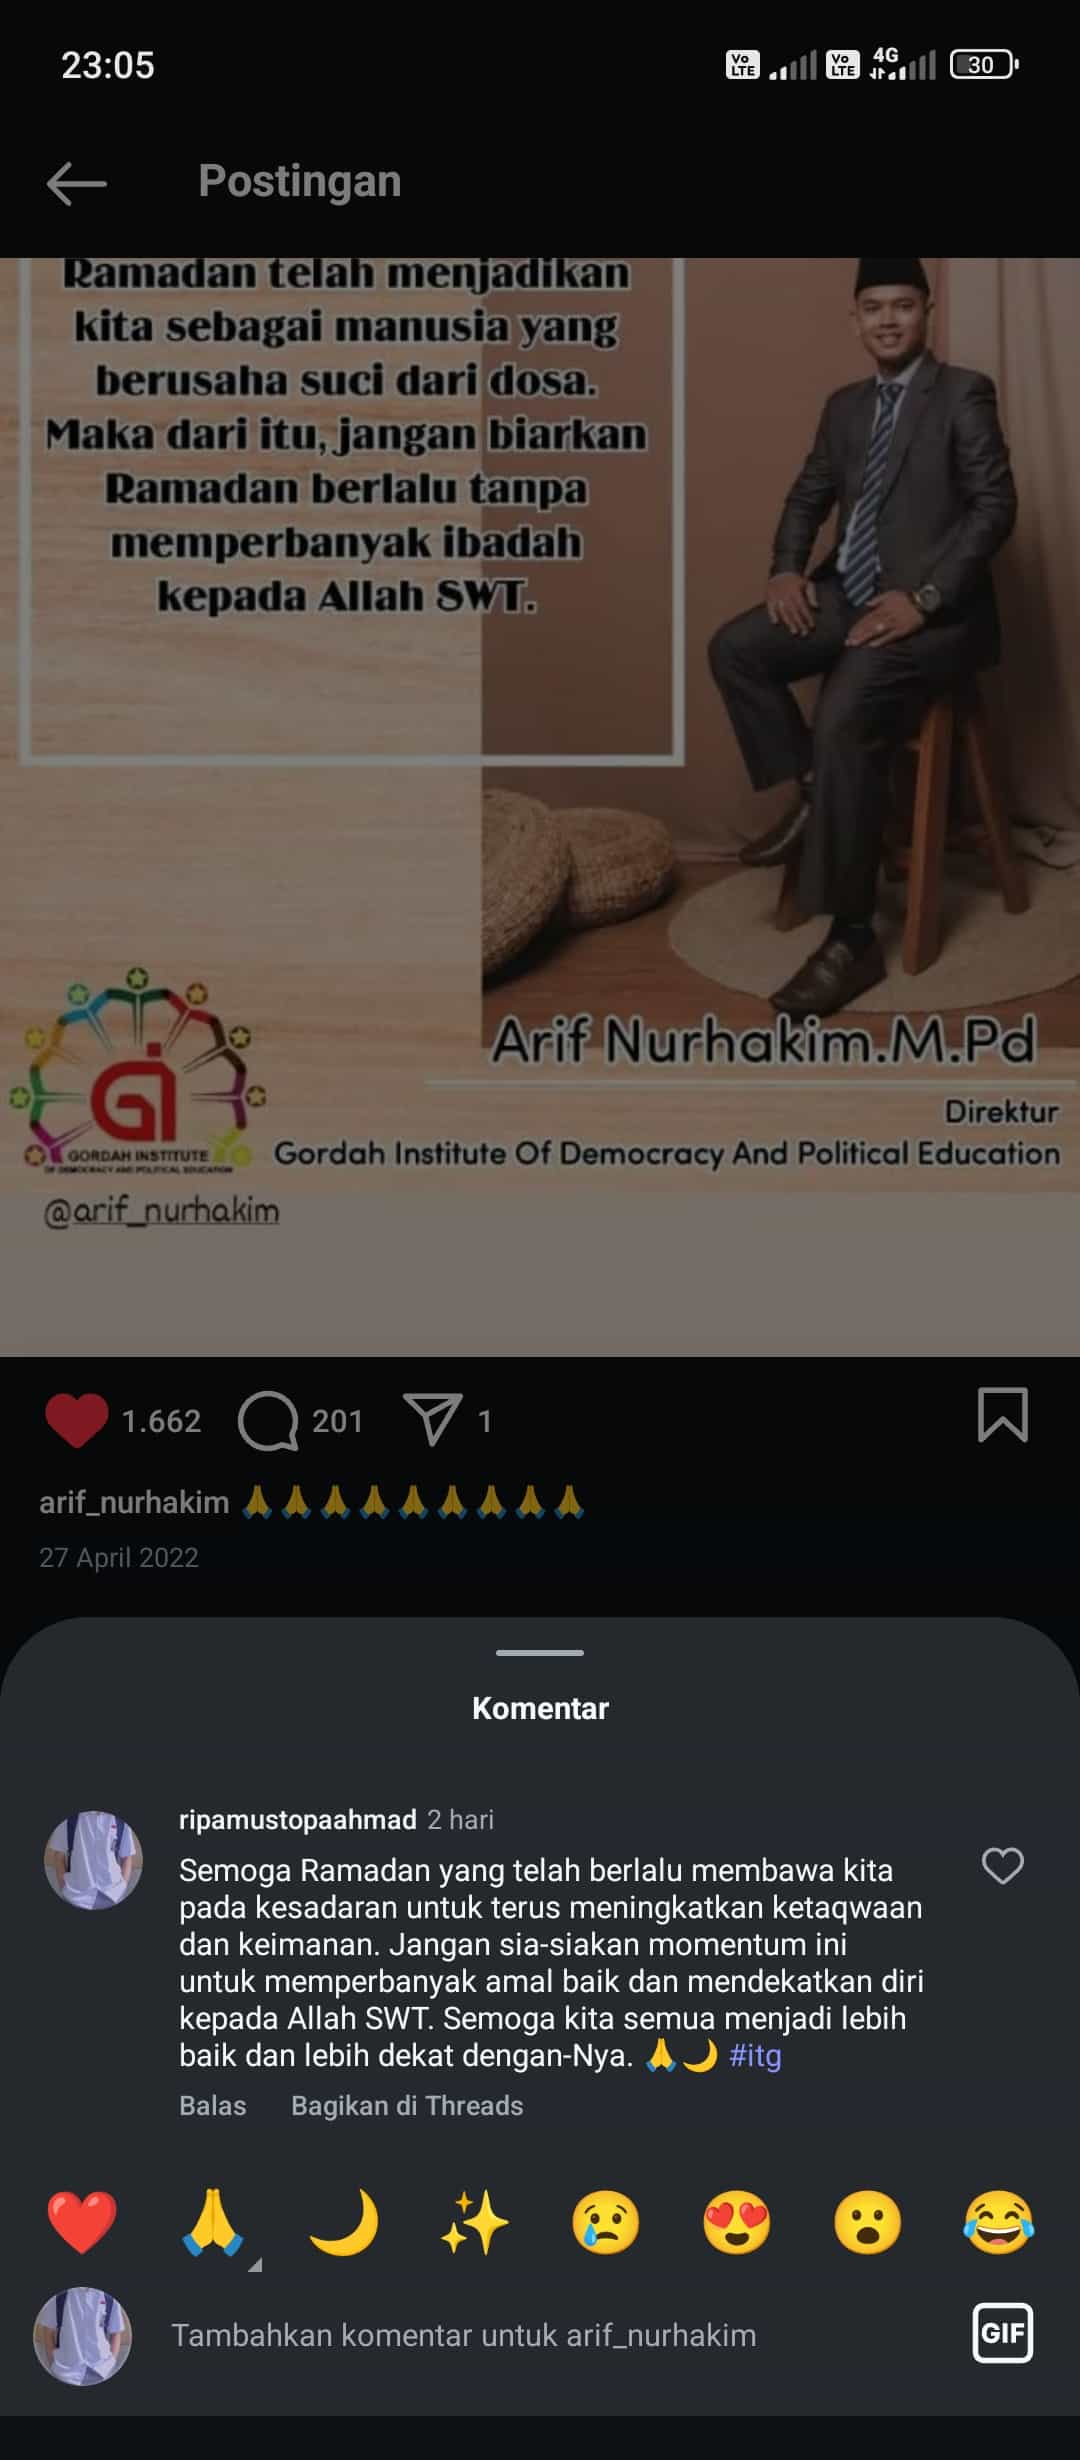 23:05
Vo LTE Vo LTE 4G 30
Postingan
Ramadan telah menjadikan
kita sebagai manusia yang
berusaha suci dari dosa.
Maka dari itu, jangan biarkan
Ramadan berlalu tanpa
memperbanyak ibadah
kepada Allah SWT.
Arif Nurhakim.M.Pd
Direktur
Gordah Institute Of Democracy And Political Education
GI
GORDAH INSTITUTE
OF DEMOCRACY AND POLITICAL EDUCATION
@arif_nurhakim
1.662 201 1
arif_nurhakim 🙏🙏🙏🙏🙏🙏🙏🙏🙏
27 April 2022
Komentar
ripamustopaahmad 2 hari
Semoga Ramadan yang telah berlalu membawa kita
pada kesadaran untuk terus meningkatkan ketaqwaan
dan keimanan. Jangan sia-siakan momentum ini
untuk memperbanyak amal baik dan mendekatkan diri
kepada Allah SWT. Semoga kita semua menjadi lebih
baik dan lebih dekat dengan-Nya. 🙏🌙 #itg
Balas Bagikan di Threads
❤️ 🙏 🌙 ✨ 😢 😍 😮 😂
Tambahkan komentar untuk arif_nurhakim
GIF